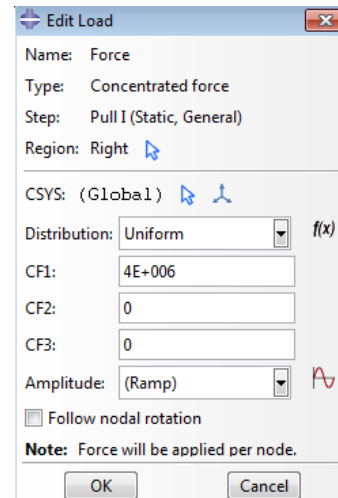 Edit Load
Name: Force
Type: Concentrated force
Step: Pull I (Static, General)
Region: Right
CSYS: (Global)
Distribution: Uniform f(x)
CF1: 4E+006
CF2: 0
CF3: 0
Amplitude: (Ramp)
Follow nodal rotation
Note: Force will be applied per node.
OK Cancel